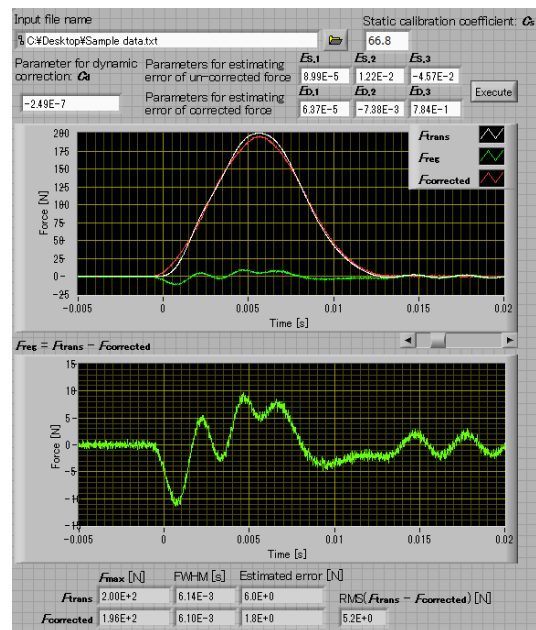 Input file name
Static calibration coefficient: Cs
C:¥Desktop¥Sample data.txt
66.8
Parameter for dynamic
correction: Cd
-2.49E-7
Parameters for estimating
error of un-corrected force
ES,1 ES,2 ES,3
8.99E-5 1.22E-2 -4.57E-2
Parameters for estimating
error of corrected force
ED,1 ED,2 ED,3
6.37E-5 -7.38E-3 7.84E-1
Execute
Ftrans
Freg
Fcorrected
Force [N]
200
175
150
125
100
75
50
25
0
-25
-0.005 0 0.005 0.01 0.015 0.02
Time [s]
Freg = Ftrans - Fcorrected
Force [N]
15
10
5
0
-5
-10
-15
-0.005 0 0.005 0.01 0.015 0.02
Time [s]
Fmax [N] FWHM [s] Estimated error [N]
Ftrans 2.00E+2 6.14E-3 6.0E+0
RMS(Ftrans - Fcorrected) [N]
Fcorrected 1.96E+2 6.10E-3 1.8E+0 5.2E+0